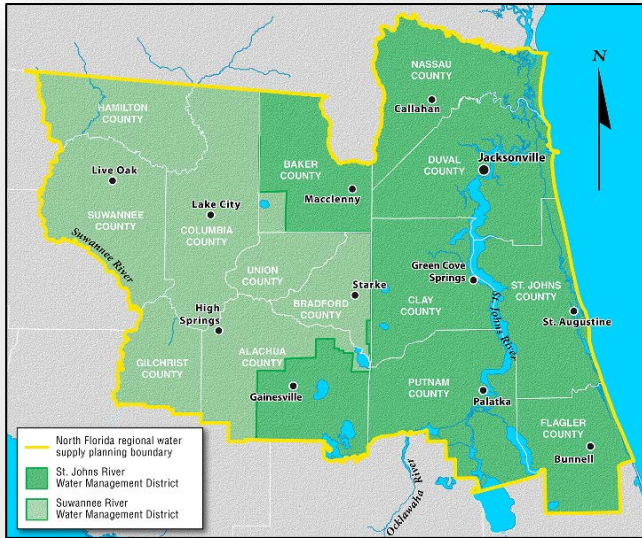 NASSAU
COUNTY
Callahan
N
HAMILTON
COUNTY
DUVAL
COUNTY
Jacksonville
BAKER
COUNTY
Macclenny
Live Oak
SUWANNEE
COUNTY
Lake City
COLUMBIA
COUNTY
Suwannee River
UNION
COUNTY
Starke
BRADFORD
COUNTY
Green Cove
Springs
CLAY
COUNTY
ST. JOHNS
COUNTY
St. Johns River
St. Augustine
High
Springs
GILCHRIST
COUNTY
ALACHUA
COUNTY
Gainesville
PUTNAM
COUNTY
Palatka
FLAGLER
COUNTY
Bunnell
Ocklawaha River
North Florida regional water
supply planning boundary
St. Johns River
Water Management District
Suwannee River
Water Management District